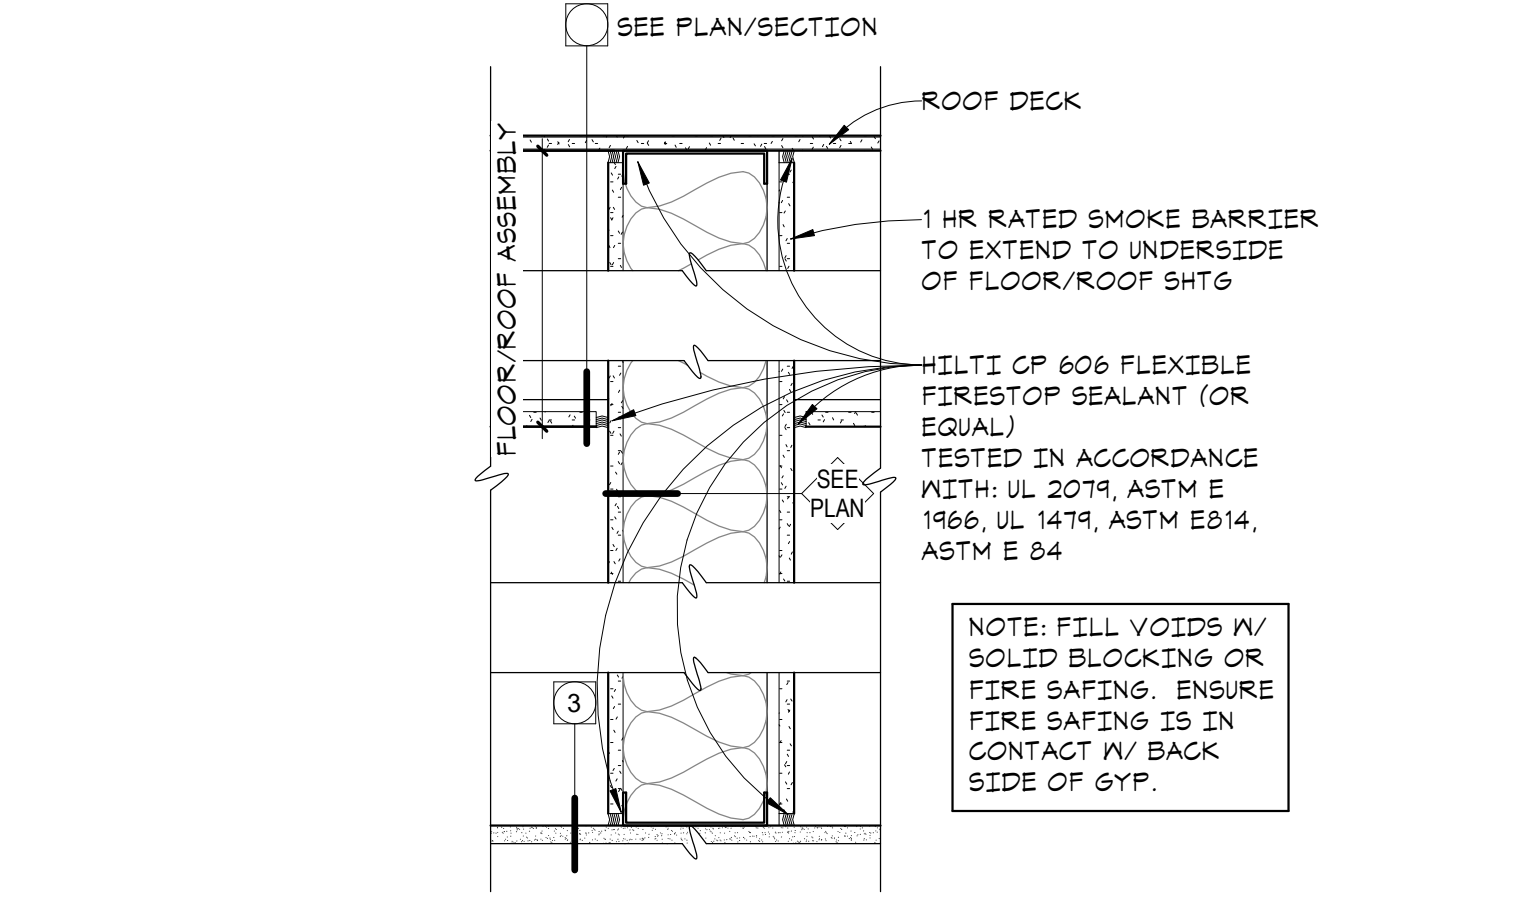 SEE PLAN/SECTION
ROOF DECK
FLOOR/ROOF ASSEMBLY
1 HR RATED SMOKE BARRIER
TO EXTEND TO UNDERSIDE
OF FLOOR/ROOF SHTG
HILTI CP 606 FLEXIBLE
FIRESTOP SEALANT (OR
EQUAL)
TESTED IN ACCORDANCE
WITH: UL 2079, ASTM E
1966, UL 1479, ASTM E814,
ASTM E 84
SEE
PLAN
NOTE: FILL VOIDS W/
SOLID BLOCKING OR
FIRE SAFING. ENSURE
FIRE SAFING IS IN
CONTACT W/ BACK
SIDE OF GYP.
3